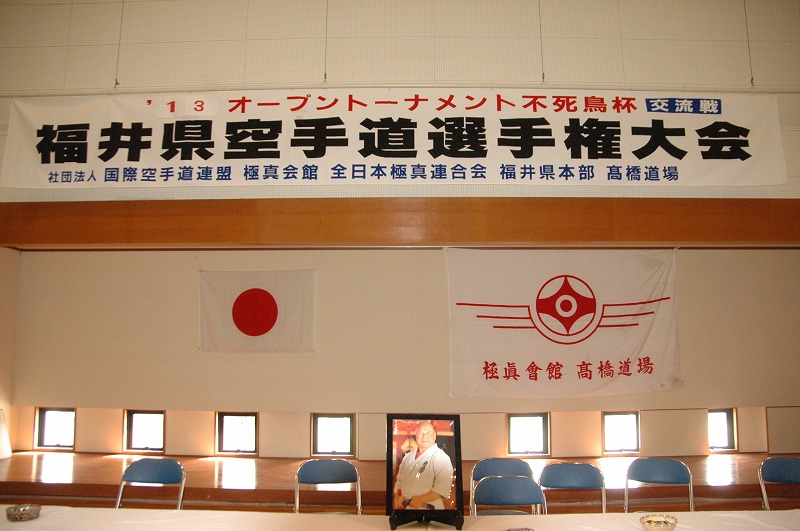 '13 オープントーナメント不死鳥杯 交流戦
福井県空手道選手権大会
社団法人 国際空手道連盟 極真会館 全日本極真連合会 福井県本部 髙橋道場
極眞會館 髙橋道場